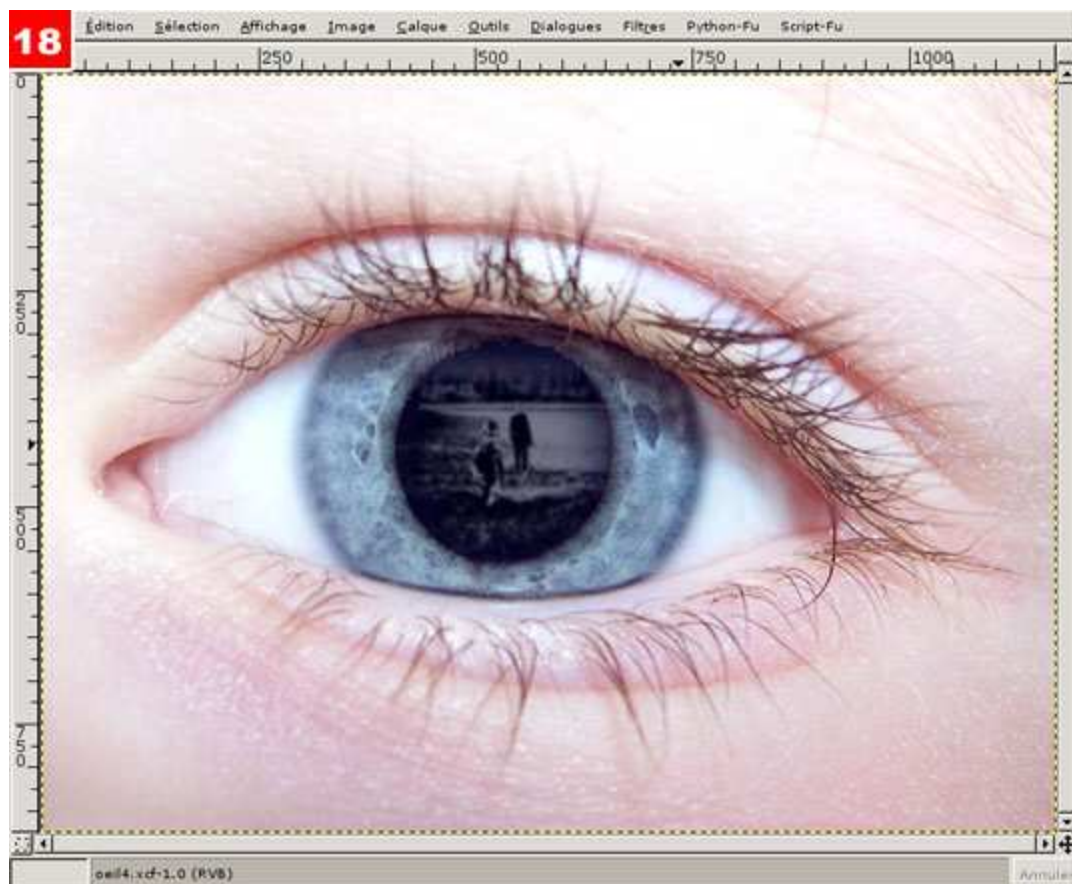 18
Édition Sélection Affichage Image Calque Outils Dialogues Filtres Python-Fu Script-Fu
250 500 750 1000
0
250
500
750
oeil4.xcf-1.0 (RVB) Annuler